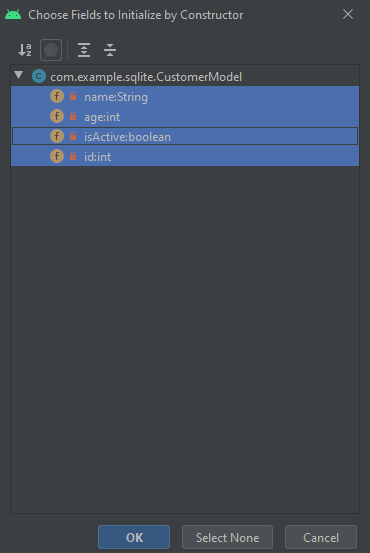 Choose Fields to Initialize by Constructor
com.example.sqlite.CustomerModel
name:String
age:int
isActive:boolean
id:int
OK Select None Cancel